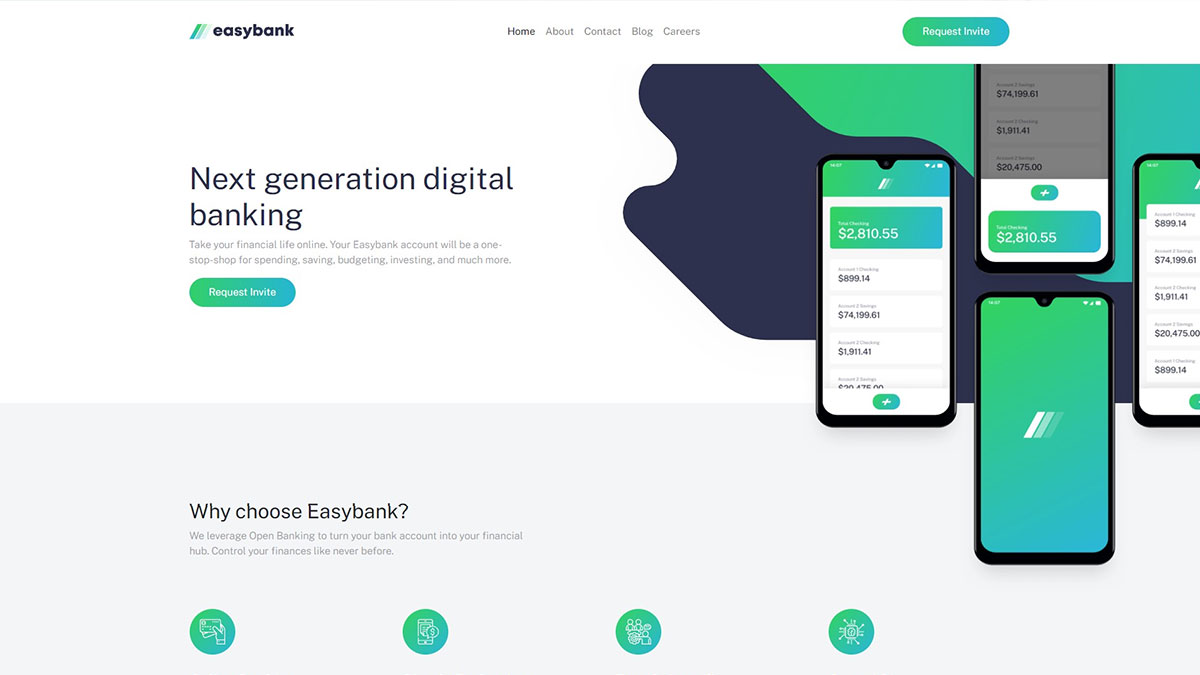 easybank
Home About Contact Blog Careers
Request Invite
Next generation digital
banking
Take your financial life online. Your Easybank account will be a one-
stop-shop for spending, saving, budgeting, investing, and much more.
Request Invite
14:07
Total Checking
$2,810.55
Account 1 Checking
$899.14
Account 2 Savings
$74,199.61
Account 2 Checking
$1,911.41
Account 2 Savings
$20,475.00
Account 2 Savings
$74,199.61
Account 2 Checking
$1,911.41
Account 2 Savings
$20,475.00
Total Checking
$2,810.55
14:07
14:07
Account 1 Checking
$899.14
Account 2 Savings
$74,199.61
Account 2 Checking
$1,911.41
Account 2 Savings
$20,475.00
Account 1 Checking
$899.14
Why choose Easybank?
We leverage Open Banking to turn your bank account into your financial
hub. Control your finances like never before.